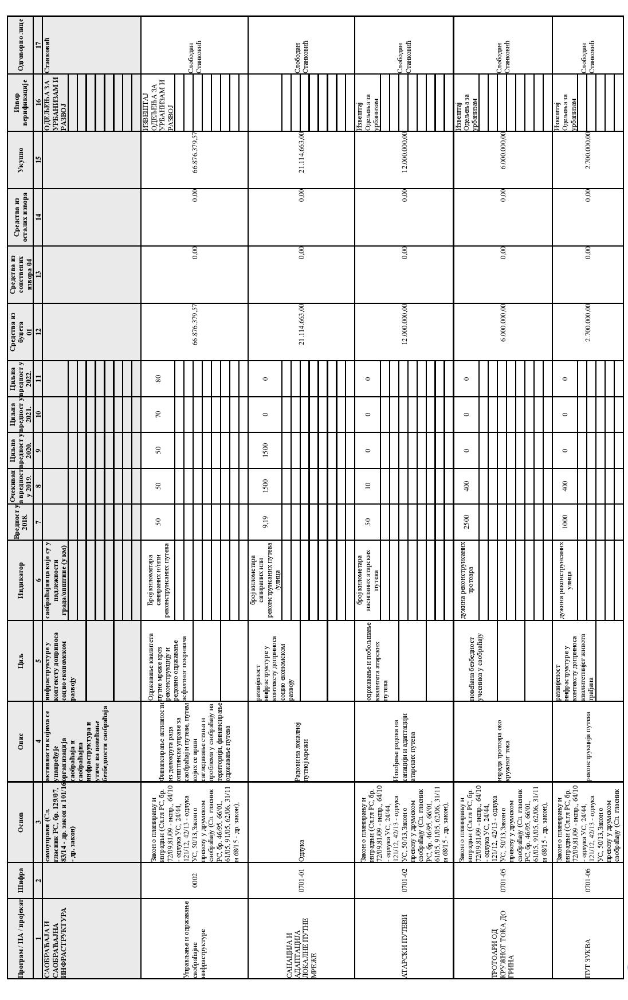 Програм / ПА / пројекат
Шифра
Основ
Опис
Циљ
Индикатор
Вредност у
2018.
Очекиван
а вредност
у 2019.
Циљна
вредност у
2020.
Циљна
вредност у
2021.
Циљна
вредност у
2022.
Средства из
буџета
01
Средства из
сопствених
извора 04
Средства из
осталих извора
Укупно
Извор
верификације
Одговорно лице
1
2
3
4
5
6
7
8
9
10
11
12
13
14
15
16
17
САОБРАЋАЈА И
САОБРАЋАЈНА
ИНФРАСТРУКТУРА
самоуправи (Сл.
гласник РС, бр. 129/07,
83/14 - др. закон и 101/16
- др. закон)
активности којима се
унапређује
организација
саобраћаја и
саобраћајна
инфраструктура и
утиче на повећање
безбедности саобраћаја
инфраструктуре у
контексту доприноса
социо економском
развоју
саобраћајница које су у
надлежности
града/општине (у км)
ОДЕЉЕЊА ЗА
УРБАНИЗАМ И
РАЗВОЈ
Станковић
Управљање и одржавање
саобраћајне
инфраструктуре
0002
Закон о планирању и
изградњи (Сл.гл РС, бр.
72/09,81/09 - испр., 64/10
- одлука УС, 24/44,
121/12, 42/13 - одлука
УС, 50/13, Закон о
превозу у друмском
саобраћају (Сл. гласник
РС, бр. 46/95, 66/01,
61/05, 91/05, 62/06, 31/11
и 68/15 - др. закон),
Финансирање активности
из делокруга рада
општинске управе за
саобраћај и путеве, путем
којих се врши
сагледавање стања и
проблема у саобраћају на
територији, финансирање
одржавање путева
Одржавање квалитета
путне мреже кроз
реконструкцију и
редовно одржавање
асфалтног покривача
Број километара
санираних и/или
реконструисаних путева
50
50
50
70
80
66.876.379,57
0,00
0,00
66.876.379,57
ИЗВЕШТАЈ
ОДЕЉЕЊА ЗА
УРБАНИЗАМ И
РАЗВОЈ
Слободан
Станковић
САНАЦИЈА И
АДАПТАЦИЈА
ЛОКАЛНЕ ПУТНЕ
МРЕЖЕ
0701-01
Одлука
Радови на локалној
путној мрежи
развијеност
инфраструктуре у
контексту доприноса
социо економском
развоју
број километара
санираних или
реконструисаних путева
/улица
9,19
1500
1500
0
0
21.114.663,00
0,00
0,00
21.114.663,00
Слободан
Станковић
АТАРСКИ ПУТЕВИ
0701-02
Закон о планирању и
изградњи (Сл.гл РС, бр.
72/09,81/09 - испр., 64/10
- одлука УС, 24/44,
121/12, 42/13 - одлука
УС, 50/13, Закон о
превозу у друмском
саобраћају (Сл. гласник
РС, бр. 46/95, 66/01,
61/05, 91/05, 62/06, 31/11
и 68/15 - др. закон),
Извођење радова на
санацији и адаптацији
атарских путева
одржавање и побољшање
квалитета атарских
путева
број километара
насипаних атарских
путева
50
10
0
0
0
12.000.000,00
0,00
0,00
12.000.000,00
Извештај
Одељења за
урбанизам
Слободан
Станковић
ТРОТОАРИ ОД
КРУЖНОГ ТОКА ДО
ГРИНА
0701-05
Закон о планирању и
изградњи (Сл.гл РС, бр.
72/09,81/09 - испр., 64/10
- одлука УС, 24/44,
121/12, 42/13 - одлука
УС, 50/13, Закон о
превозу у друмском
саобраћају (Сл. гласник
РС, бр. 46/95, 66/01,
61/05, 91/05, 62/06, 31/11
и 68/15 - др. закон),
израда тротоара око
кружног тока
повећана безбедност
учесника у саобраћају
дужина реконструисаних
тротоара
2500
400
0
0
0
6.000.000,00
0,00
0,00
6.000.000,00
Извештај
Одељења за
урбанизам
Слободан
Станковић
ПУТ ЗУКВА
0701-06
Закон о планирању и
изградњи (Сл.гл РС, бр.
72/09,81/09 - испр., 64/10
- одлука УС, 24/44,
121/12, 42/13 - одлука
УС, 50/13, Закон о
превозу у друмском
саобраћају (Сл. гласник
реконструкција путева
развијеност
инфраструктуре у
контексту доприноса
квалитетнијег живота
грађана
дужина реконструисаних
улица
1000
400
0
0
0
2.700.000,00
0,00
0,00
2.700.000,00
Извештај
Одељења за
урбанизам
Слободан
Станковић